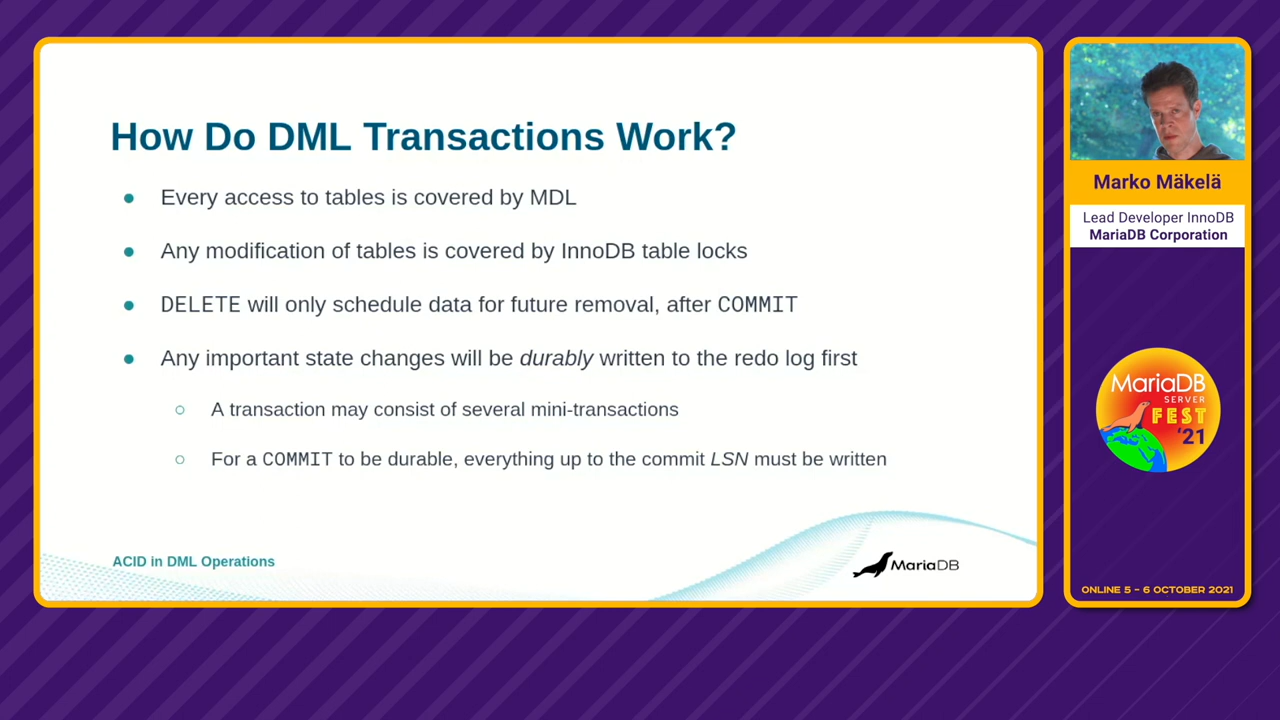 How Do DML Transactions Work?
Every access to tables is covered by MDL
Any modification of tables is covered by InnoDB table locks
DELETE will only schedule data for future removal, after COMMIT
Any important state changes will be durably written to the redo log first
A transaction may consist of several mini-transactions
For a COMMIT to be durable, everything up to the commit LSN must be written
ACID in DML Operations
MariaDB
Marko Mäkelä
Lead Developer InnoDB
MariaDB Corporation
MariaDB
SERVER
FEST
'21
ONLINE 5 - 6 OCTOBER 2021